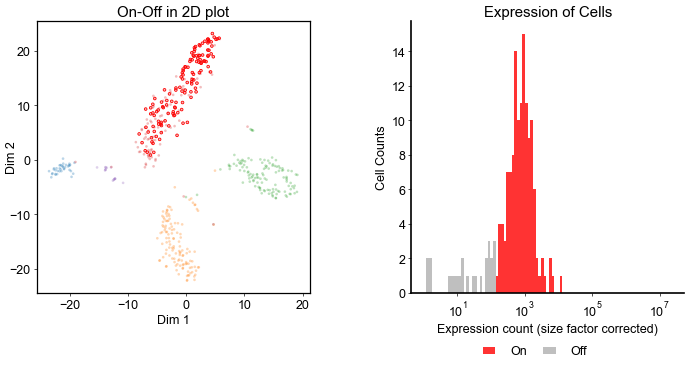 On-Off in 2D plot
Dim 2
20
10
0
−10
−20
−20 −10 0 10 20
Dim 1
Expression of Cells
Cell Counts
14
12
10
8
6
4
2
0
10¹ 10³ 10⁵ 10⁷
Expression count (size factor corrected)
On Off